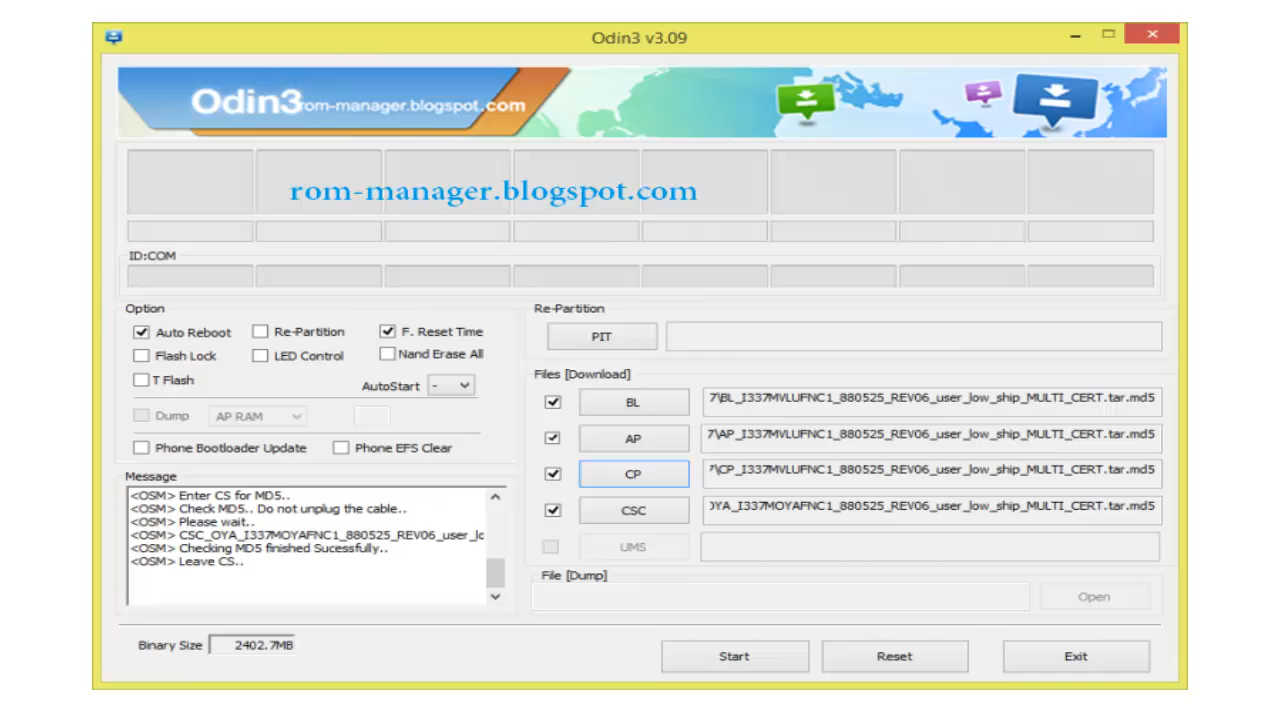 Odin3 v3.09
Odin3 rom-manager.blogspot.com
rom-manager.blogspot.com
ID:COM
Option
Auto Reboot Re-Partition F. Reset Time
Flash Lock LED Control Nand Erase All
T Flash AutoStart -
Dump AP RAM
Phone Bootloader Update Phone EFS Clear
Message
<OSM> Enter CS for MD5..
<OSM> Check MD5.. Do not unplug the cable..
<OSM> Please wait..
<OSM> CSC_OYA_I337MOYAFNC1_880525_REV06_user_lc
<OSM> Checking MD5 finished Sucessfully..
<OSM> Leave CS..
Binary Size 2402.7MB
Re-Partition
PIT
Files [Download]
BL 7\BL_I337MVLUFNC1_880525_REV06_user_low_ship_MULTI_CERT.tar.md5
AP 7\AP_I337MVLUFNC1_880525_REV06_user_low_ship_MULTI_CERT.tar.md5
CP 7\CP_I337MVLUFNC1_880525_REV06_user_low_ship_MULTI_CERT.tar.md5
CSC OYA_I337MOYAFNC1_880525_REV06_user_low_ship_MULTI_CERT.tar.md5
UMS
File [Dump]
Open
Start Reset Exit